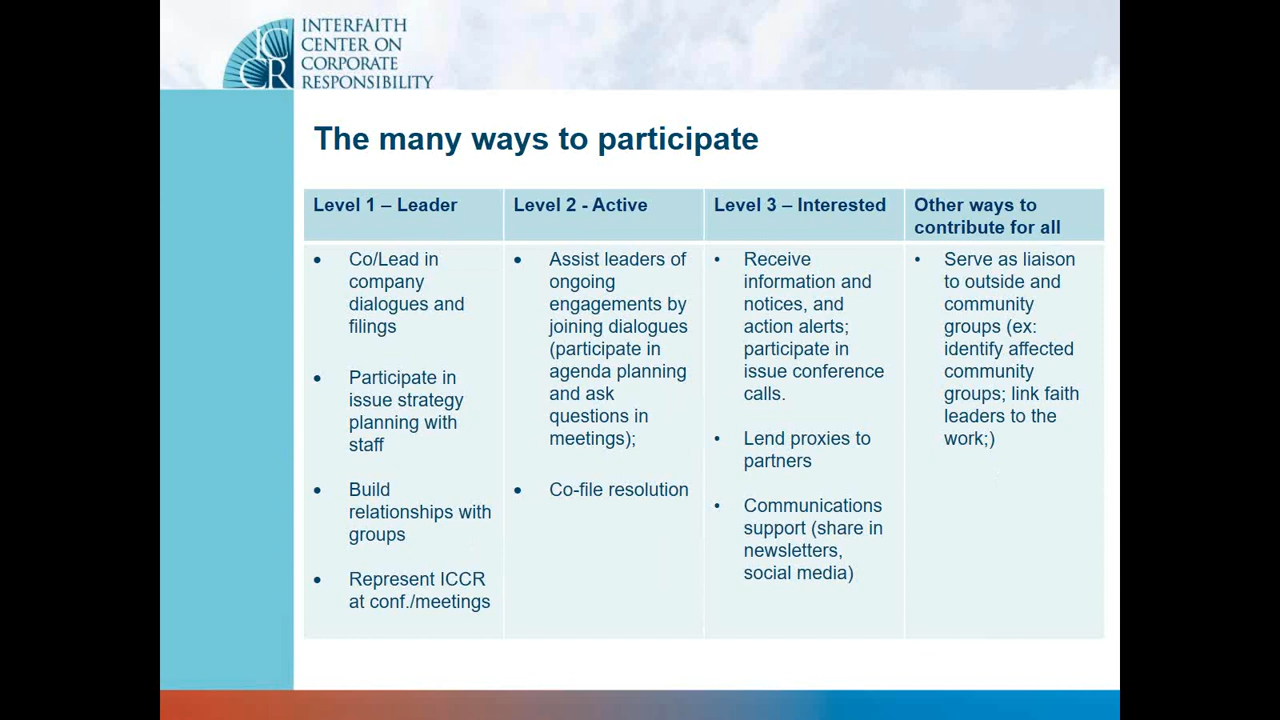 ICCR
INTERFAITH
CENTER ON
CORPORATE
RESPONSIBILITY
The many ways to participate
Level 1 – Leader
Level 2 - Active
Level 3 – Interested
Other ways to
contribute for all
• Co/Lead in
company
dialogues and
filings
• Participate in
issue strategy
planning with
staff
• Build
relationships with
groups
• Represent ICCR
at conf./meetings
• Assist leaders of
ongoing
engagements by
joining dialogues
(participate in
agenda planning
and ask
questions in
meetings);
• Co-file resolution
• Receive
information and
notices, and
action alerts;
participate in
issue conference
calls.
• Lend proxies to
partners
• Communications
support (share in
newsletters,
social media)
• Serve as liaison
to outside and
community
groups (ex:
identify affected
community
groups; link faith
leaders to the
work;)